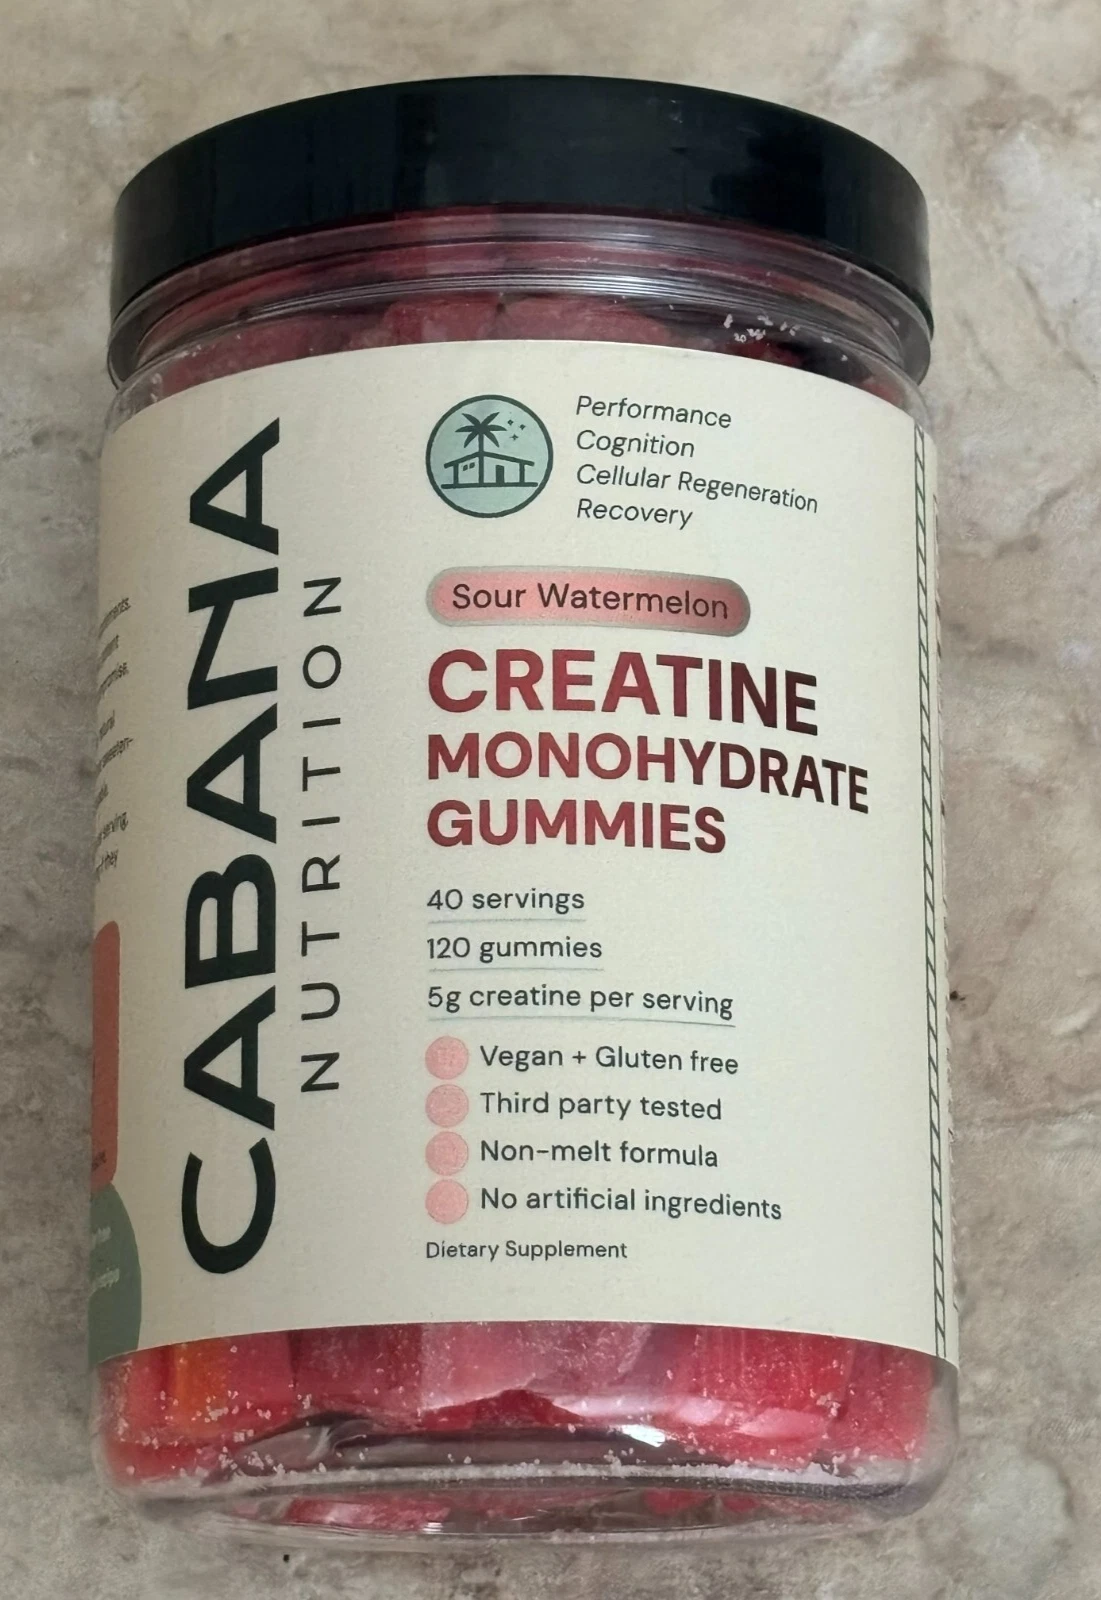 CABANA
NUTRITION
Performance
Cognition
Cellular Regeneration
Recovery
Sour Watermelon
CREATINE
MONOHYDRATE
GUMMIES
40 servings
120 gummies
5g creatine per serving
Vegan + Gluten free
Third party tested
Non-melt formula
No artificial ingredients
Dietary Supplement
they